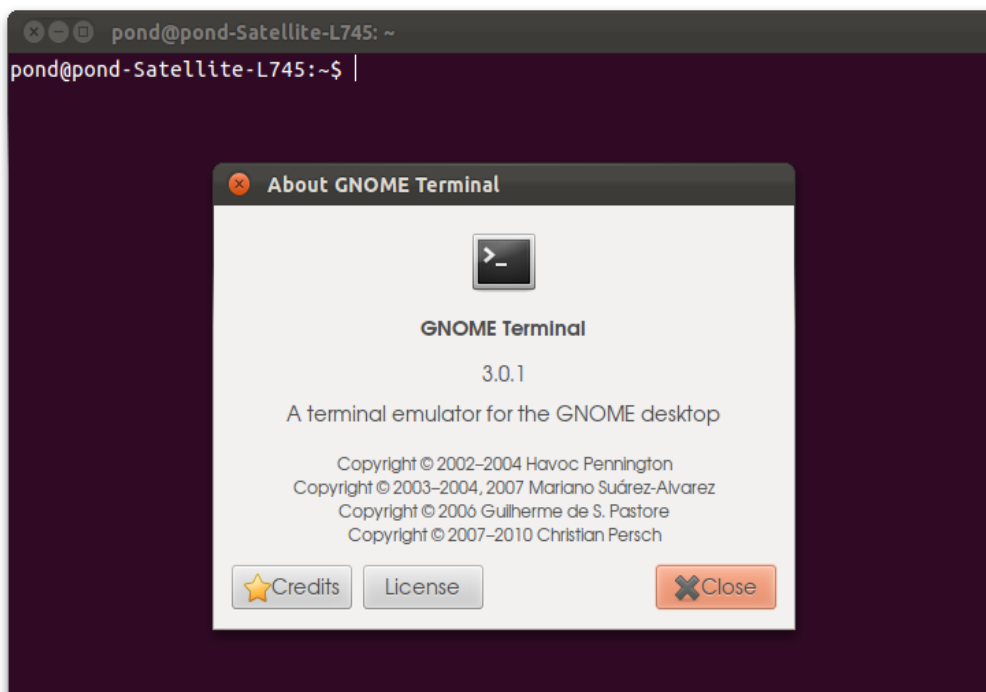 pond@pond-Satellite-L745: ~
pond@pond-Satellite-L745:~$
About GNOME Terminal
>_
GNOME Terminal
3.0.1
A terminal emulator for the GNOME desktop
Copyright © 2002–2004 Havoc Pennington
Copyright © 2003–2004, 2007 Mariano Suárez-Alvarez
Copyright © 2006 Guilherme de S. Pastore
Copyright © 2007–2010 Christian Persch
Credits License Close